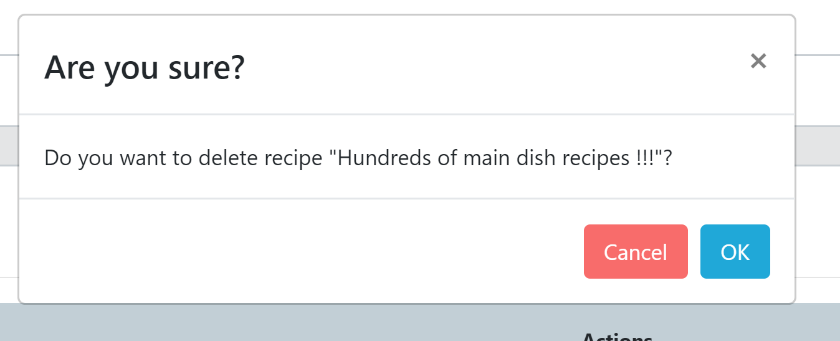 Are you sure?
×
Do you want to delete recipe "Hundreds of main dish recipes !!!"?
Cancel
OK
Actions